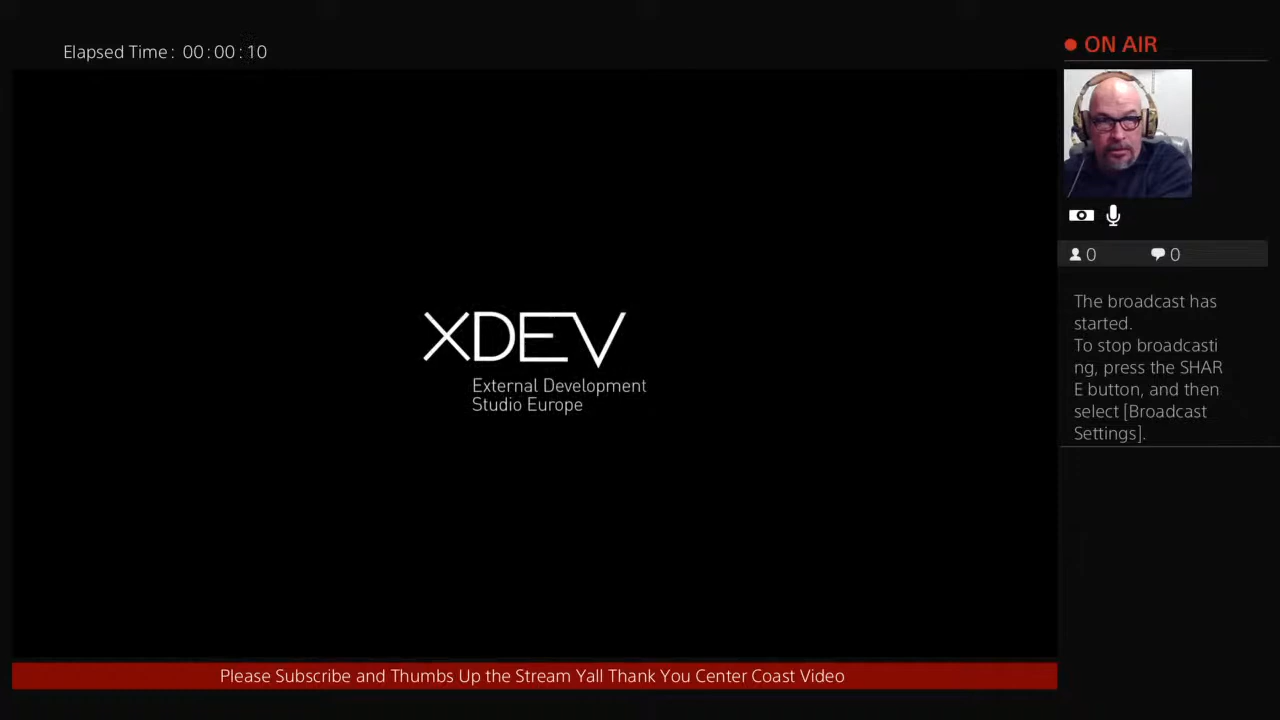 Elapsed Time: 00:00:10
ON AIR
XDEV
External Development
Studio Europe
0
0
The broadcast has
started.
To stop broadcasti
ng, press the SHAR
E button, and then
select [Broadcast
Settings].
Please Subscribe and Thumbs Up the Stream Yall Thank You Center Coast Video